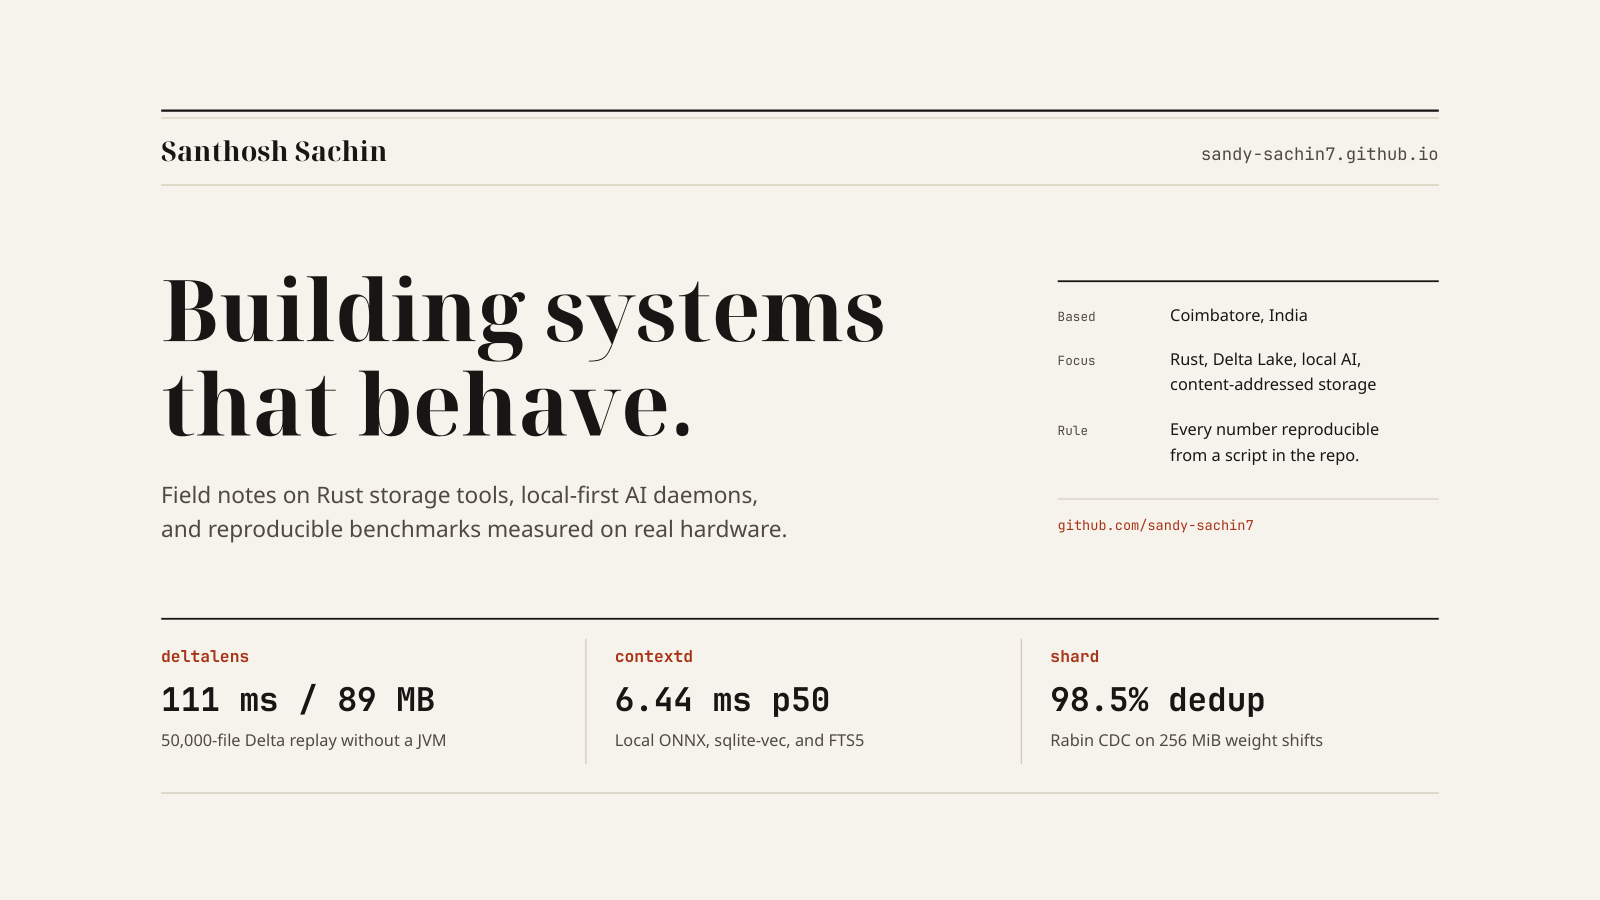 Santhosh Sachin
sandy-sachin7.github.io
Building systems
that behave.
Field notes on Rust storage tools, local-first AI daemons,
and reproducible benchmarks measured on real hardware.
Based Coimbatore, India
Focus Rust, Delta Lake, local AI,
content-addressed storage
Rule Every number reproducible
from a script in the repo.
github.com/sandy-sachin7
deltalens
111 ms / 89 MB
50,000-file Delta replay without a JVM
contextd
6.44 ms p50
Local ONNX, sqlite-vec, and FTS5
shard
98.5% dedup
Rabin CDC on 256 MiB weight shifts